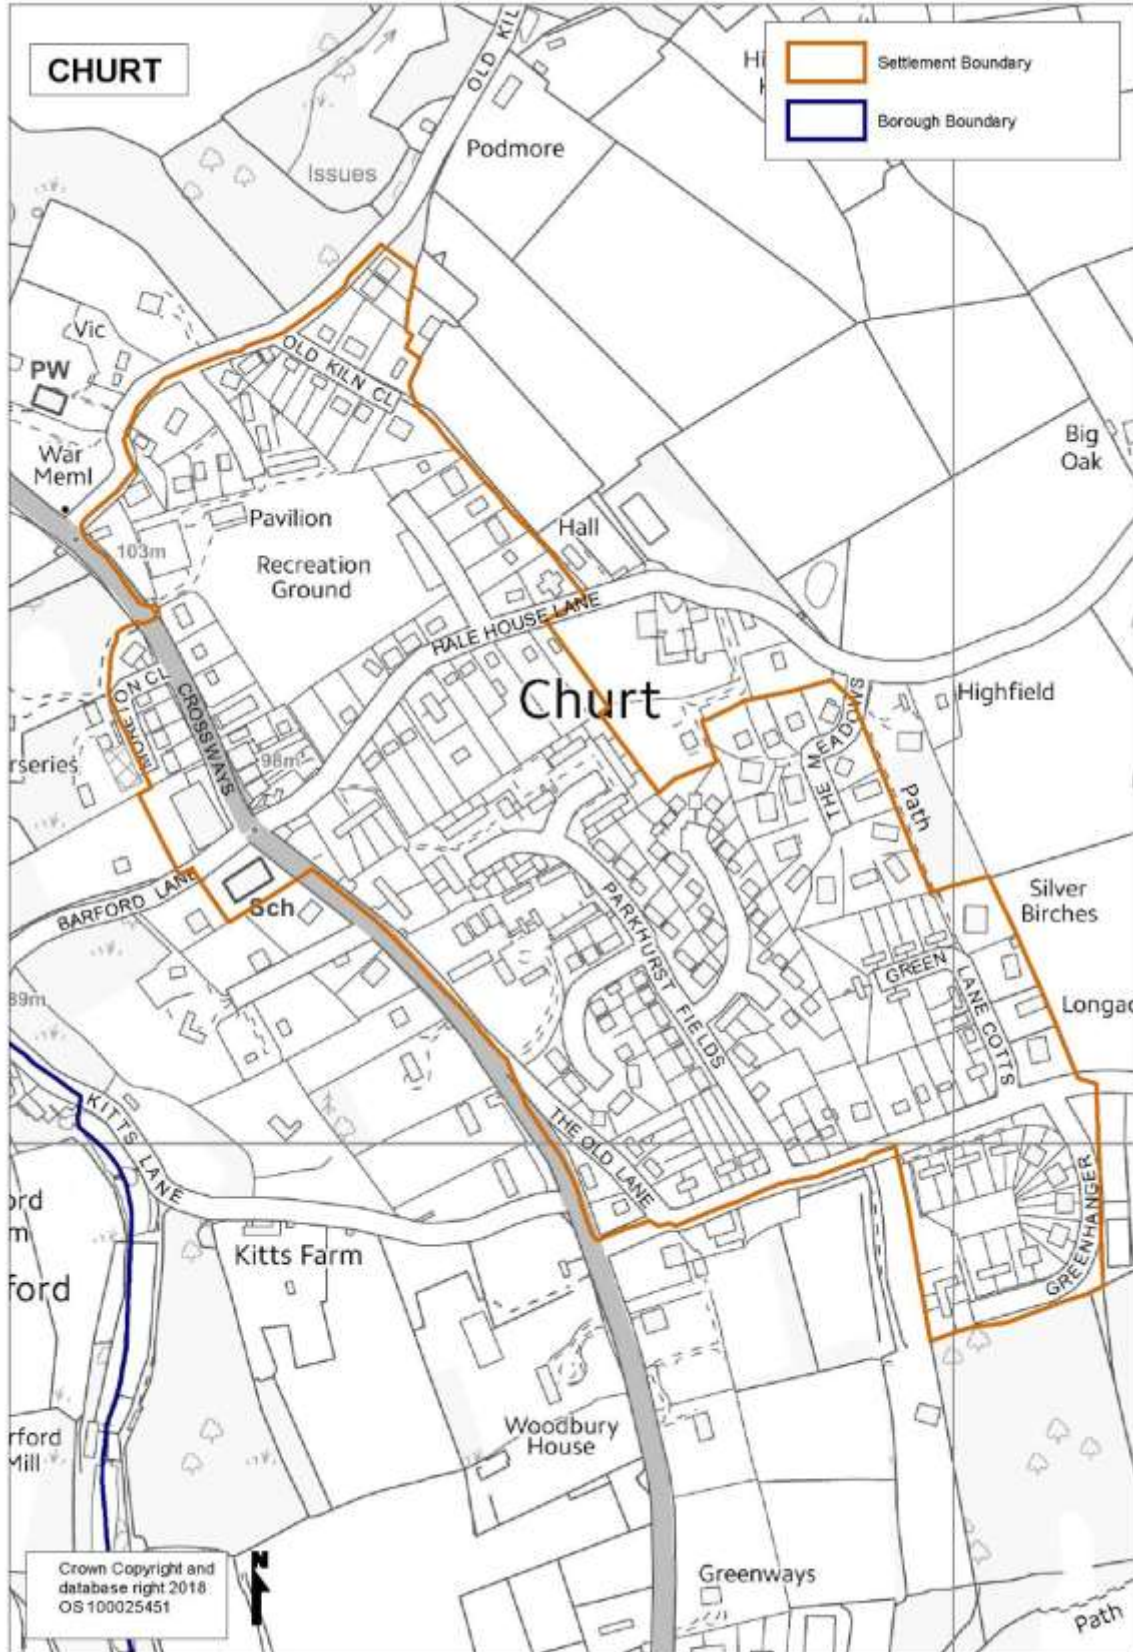 CHURT
Settlement Boundary
Borough Boundary
OLD KIL
Podmore
Issues
Vic
PW
OLD KILN CL
War
Meml
Big
Oak
Pavilion
Hall
103m
Recreation
Ground
HALE HOUSE LANE
Churt
Highfield
MORETON CL
CROSSWAYS
98m
THE MEADOWS
Path
rseries
BARFORD LANE
Sch
PARKHURST FIELDS
Silver
Birches
GREEN
LANE COTTS
Longac
89m
KITTS LANE
THE OLD LANE
GREENHANGER
ord
m
ford
Kitts Farm
Woodbury
House
rford
Mill
Greenways
Path
Crown Copyright and
database right 2018
OS 100025451
N